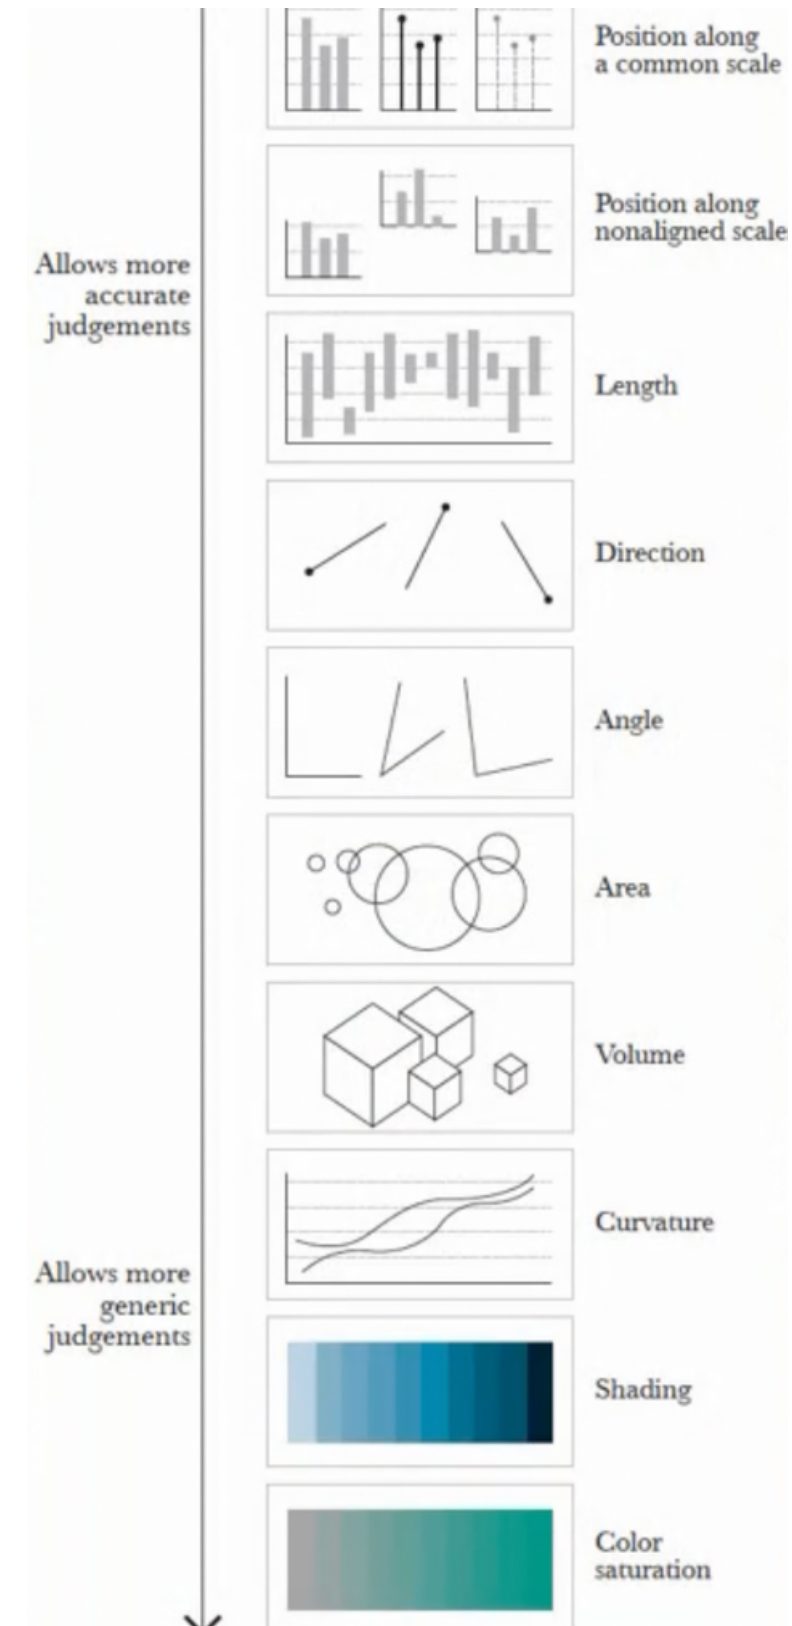 Position along
a common scale
Position along
nonaligned scale
Allows more
accurate
judgements
Length
Direction
Angle
Area
Volume
Curvature
Allows more
generic
judgements
Shading
Color
saturation